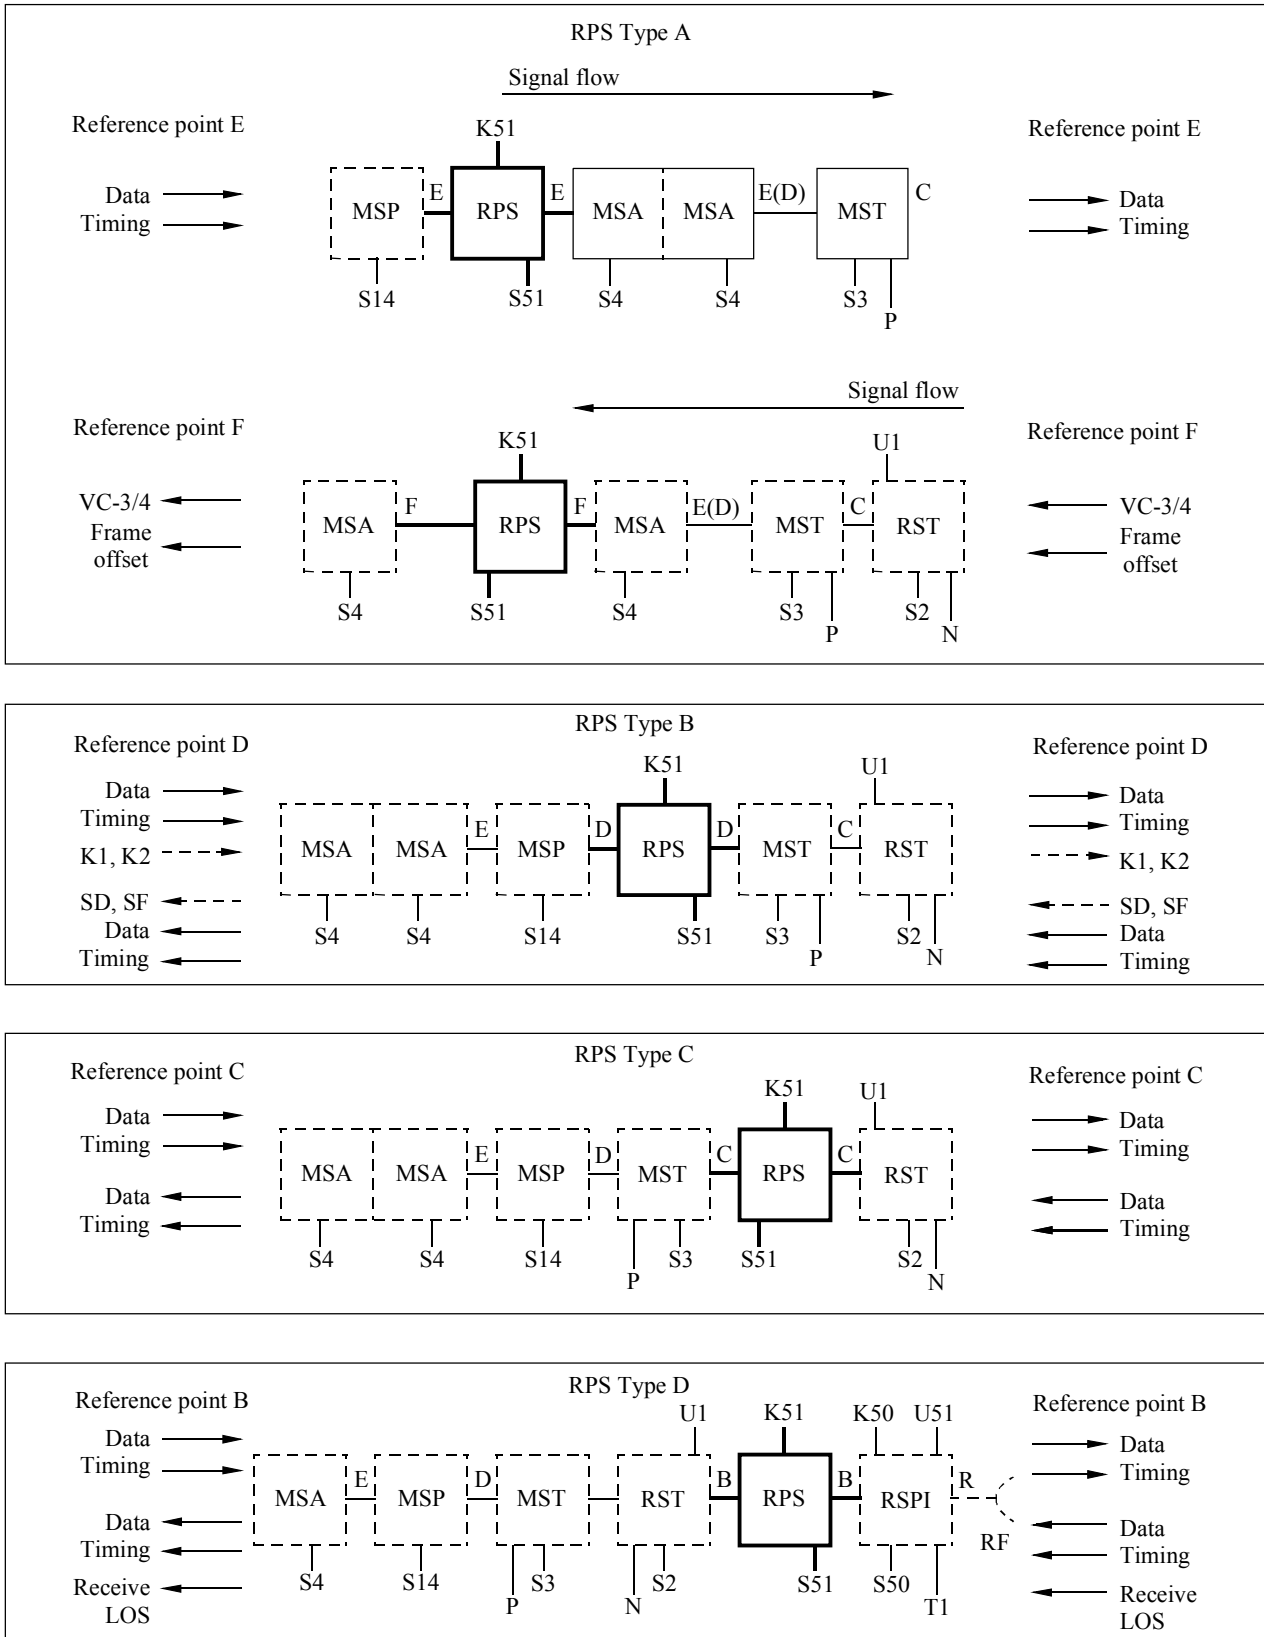 RPS Type A
Signal flow
Reference point E
K51
Reference point E
Data
Timing
MSP
E
RPS
E
MSA
MSA
E(D)
MST
C
Data
Timing
S14
S51
S4
S4
S3
P
Signal flow
Reference point F
K51
U1
Reference point F
VC-3/4
Frame
offset
MSA
F
RPS
F
MSA
E(D)
MST
C
RST
VC-3/4
Frame
offset
S4
S51
S4
S3
P
S2
N
RPS Type B
Reference point D
K51
U1
Reference point D
Data
Timing
K1, K2
SD, SF
Data
Timing
MSA
MSA
E
MSP
D
RPS
D
MST
C
RST
Data
Timing
K1, K2
SD, SF
Data
Timing
S4
S4
S14
S51
S3
P
S2
N
RPS Type C
Reference point C
K51
U1
Reference point C
Data
Timing
Data
Timing
MSA
MSA
E
MSP
D
MST
C
RPS
C
RST
Data
Timing
Data
Timing
S4
S4
S14
P
S3
S51
S2
N
RPS Type D
Reference point B
U1
K51
K50
U51
Reference point B
Data
Timing
Data
Timing
Receive
LOS
MSA
E
MSP
D
MST
RST
B
RPS
B
RSPI
R
RF
Data
Timing
Data
Timing
Receive
LOS
S4
S14
P
S3
N
S2
S51
S50
T1